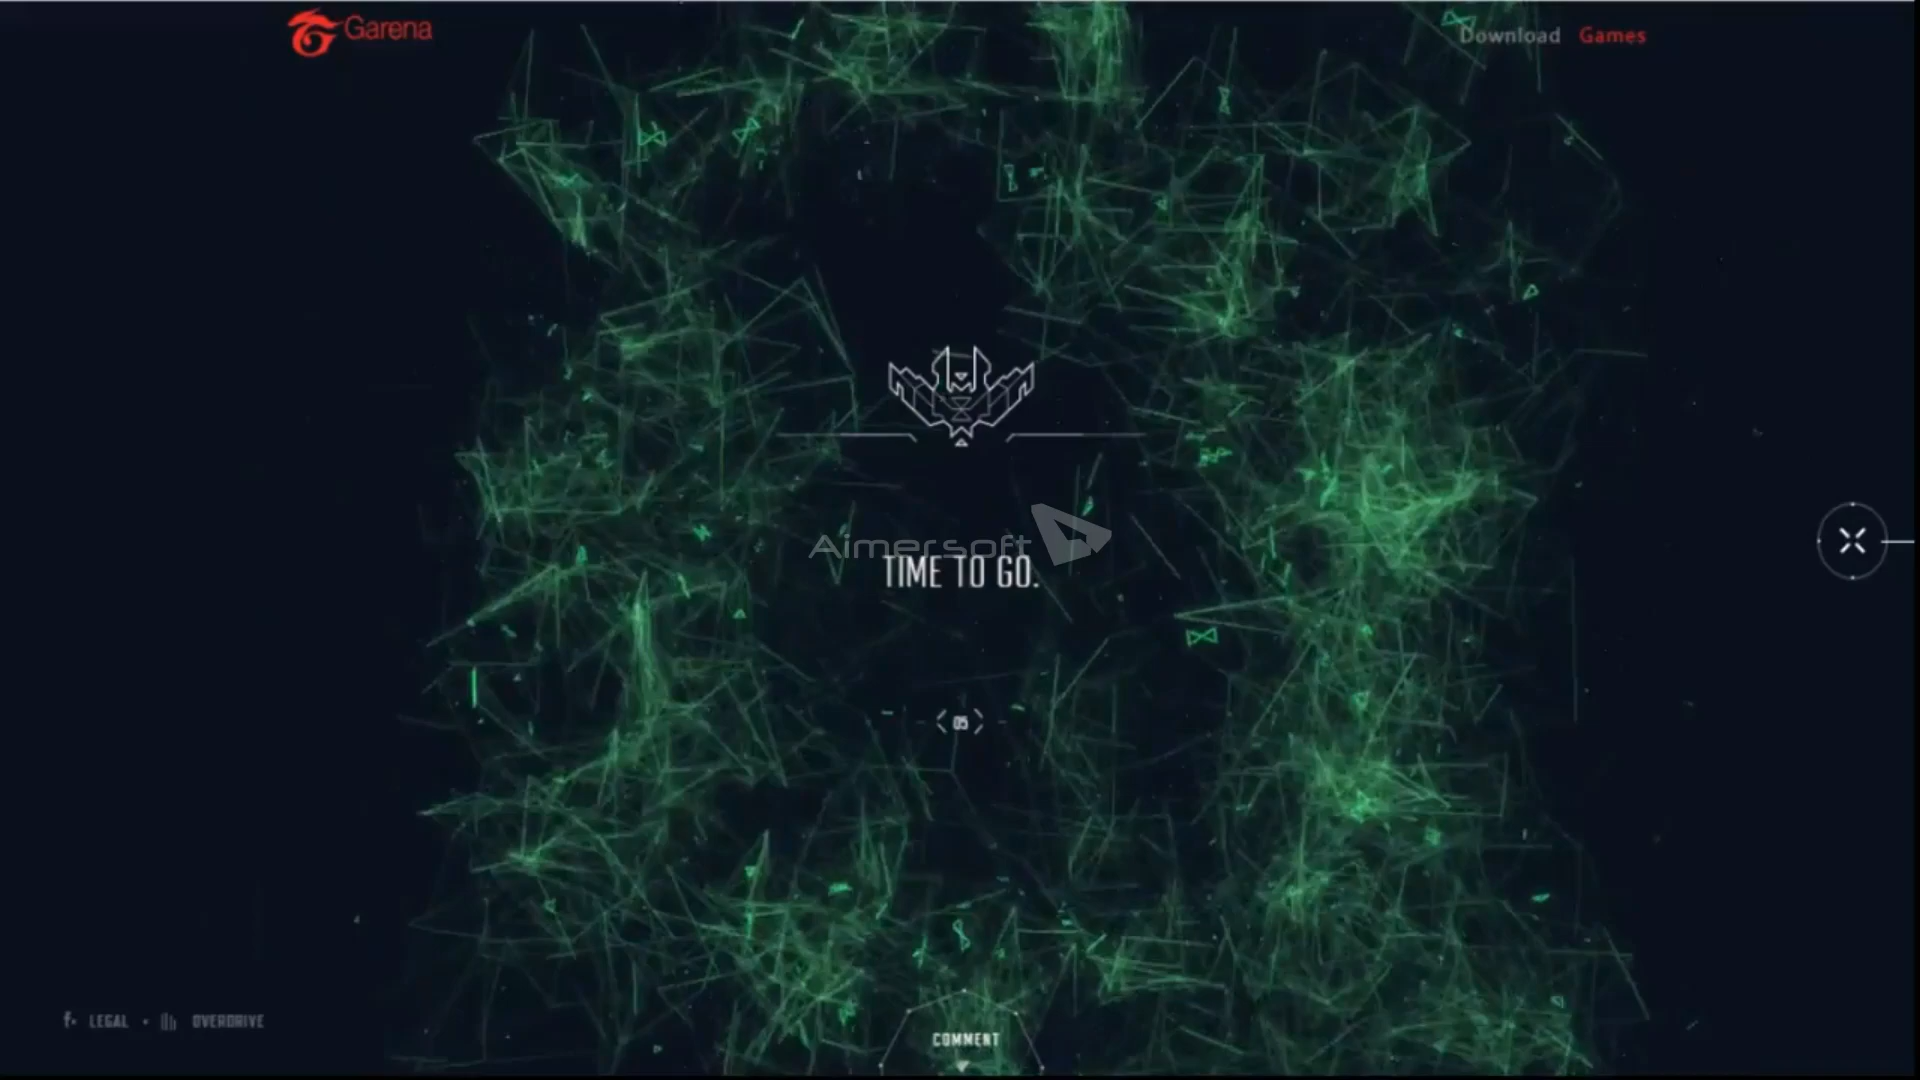 Garena
Download Games
Aimersoft
TIME TO GO.
05
LEGAL • OVERDRIVE
COMMENT